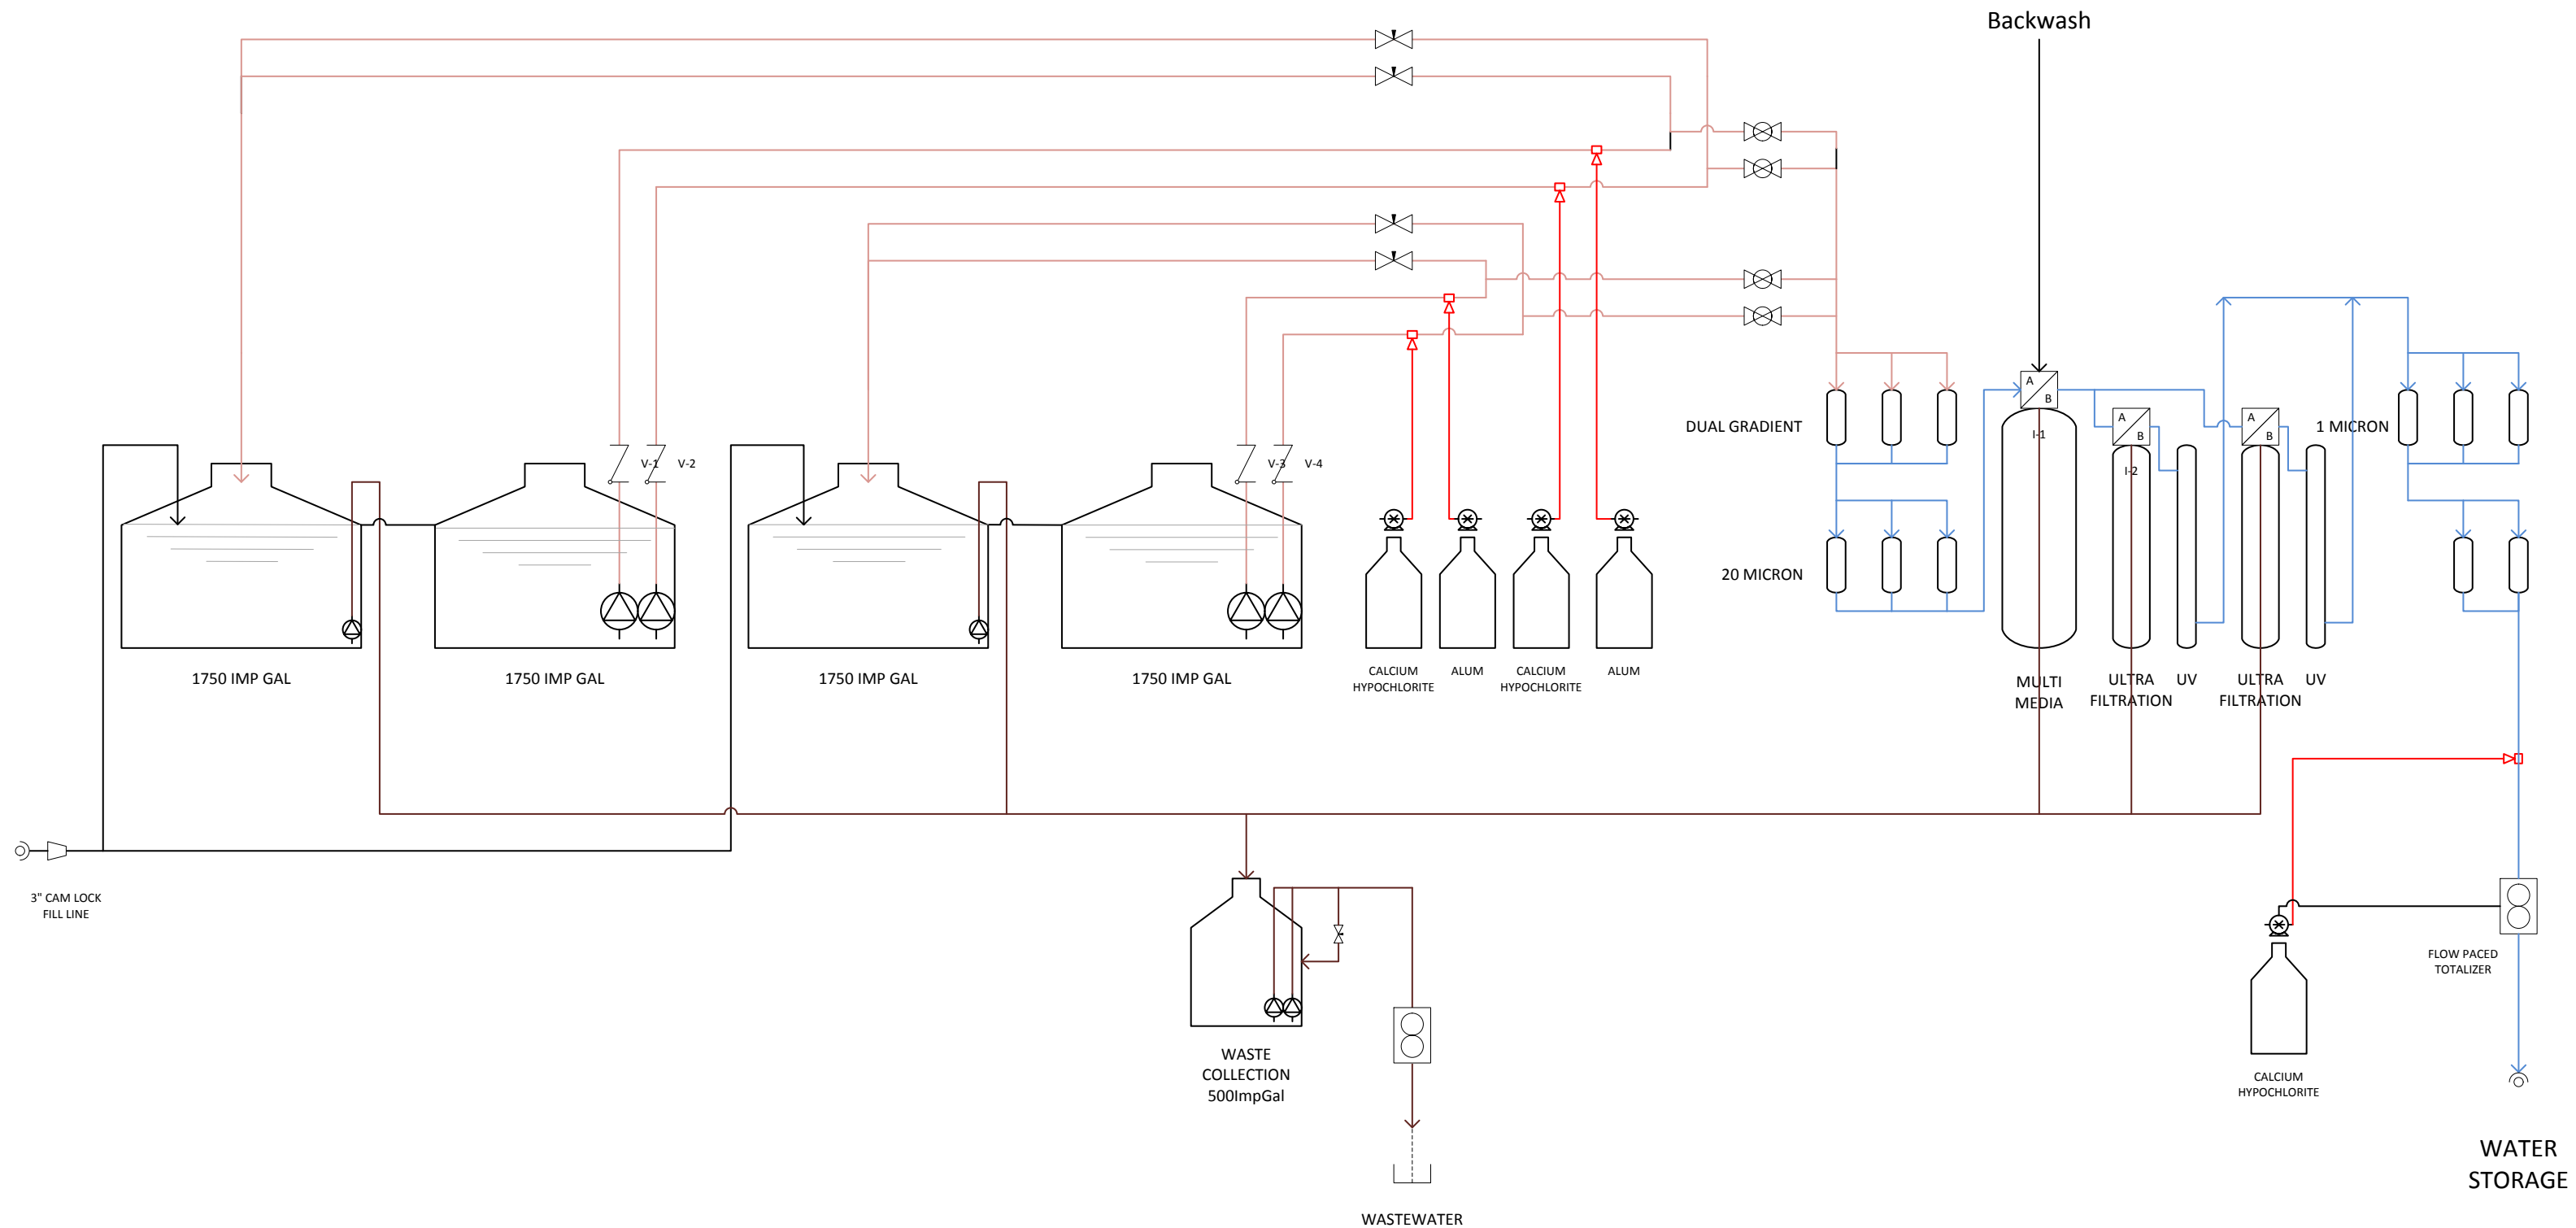 Backwash
DUAL GRADIENT
20 MICRON
A
B
I-1
A
B
I-2
A
B
1 MICRON
V-1
V-2
V-3
V-4
1750 IMP GAL
1750 IMP GAL
1750 IMP GAL
1750 IMP GAL
CALCIUM
HYPOCHLORITE
ALUM
CALCIUM
HYPOCHLORITE
ALUM
MULTI
MEDIA
ULTRA
FILTRATION
UV
ULTRA
FILTRATION
UV
3" CAM LOCK
FILL LINE
WASTE
COLLECTION
500ImpGal
WASTEWATER
FLOW PACED
TOTALIZER
CALCIUM
HYPOCHLORITE
WATER
STORAGE